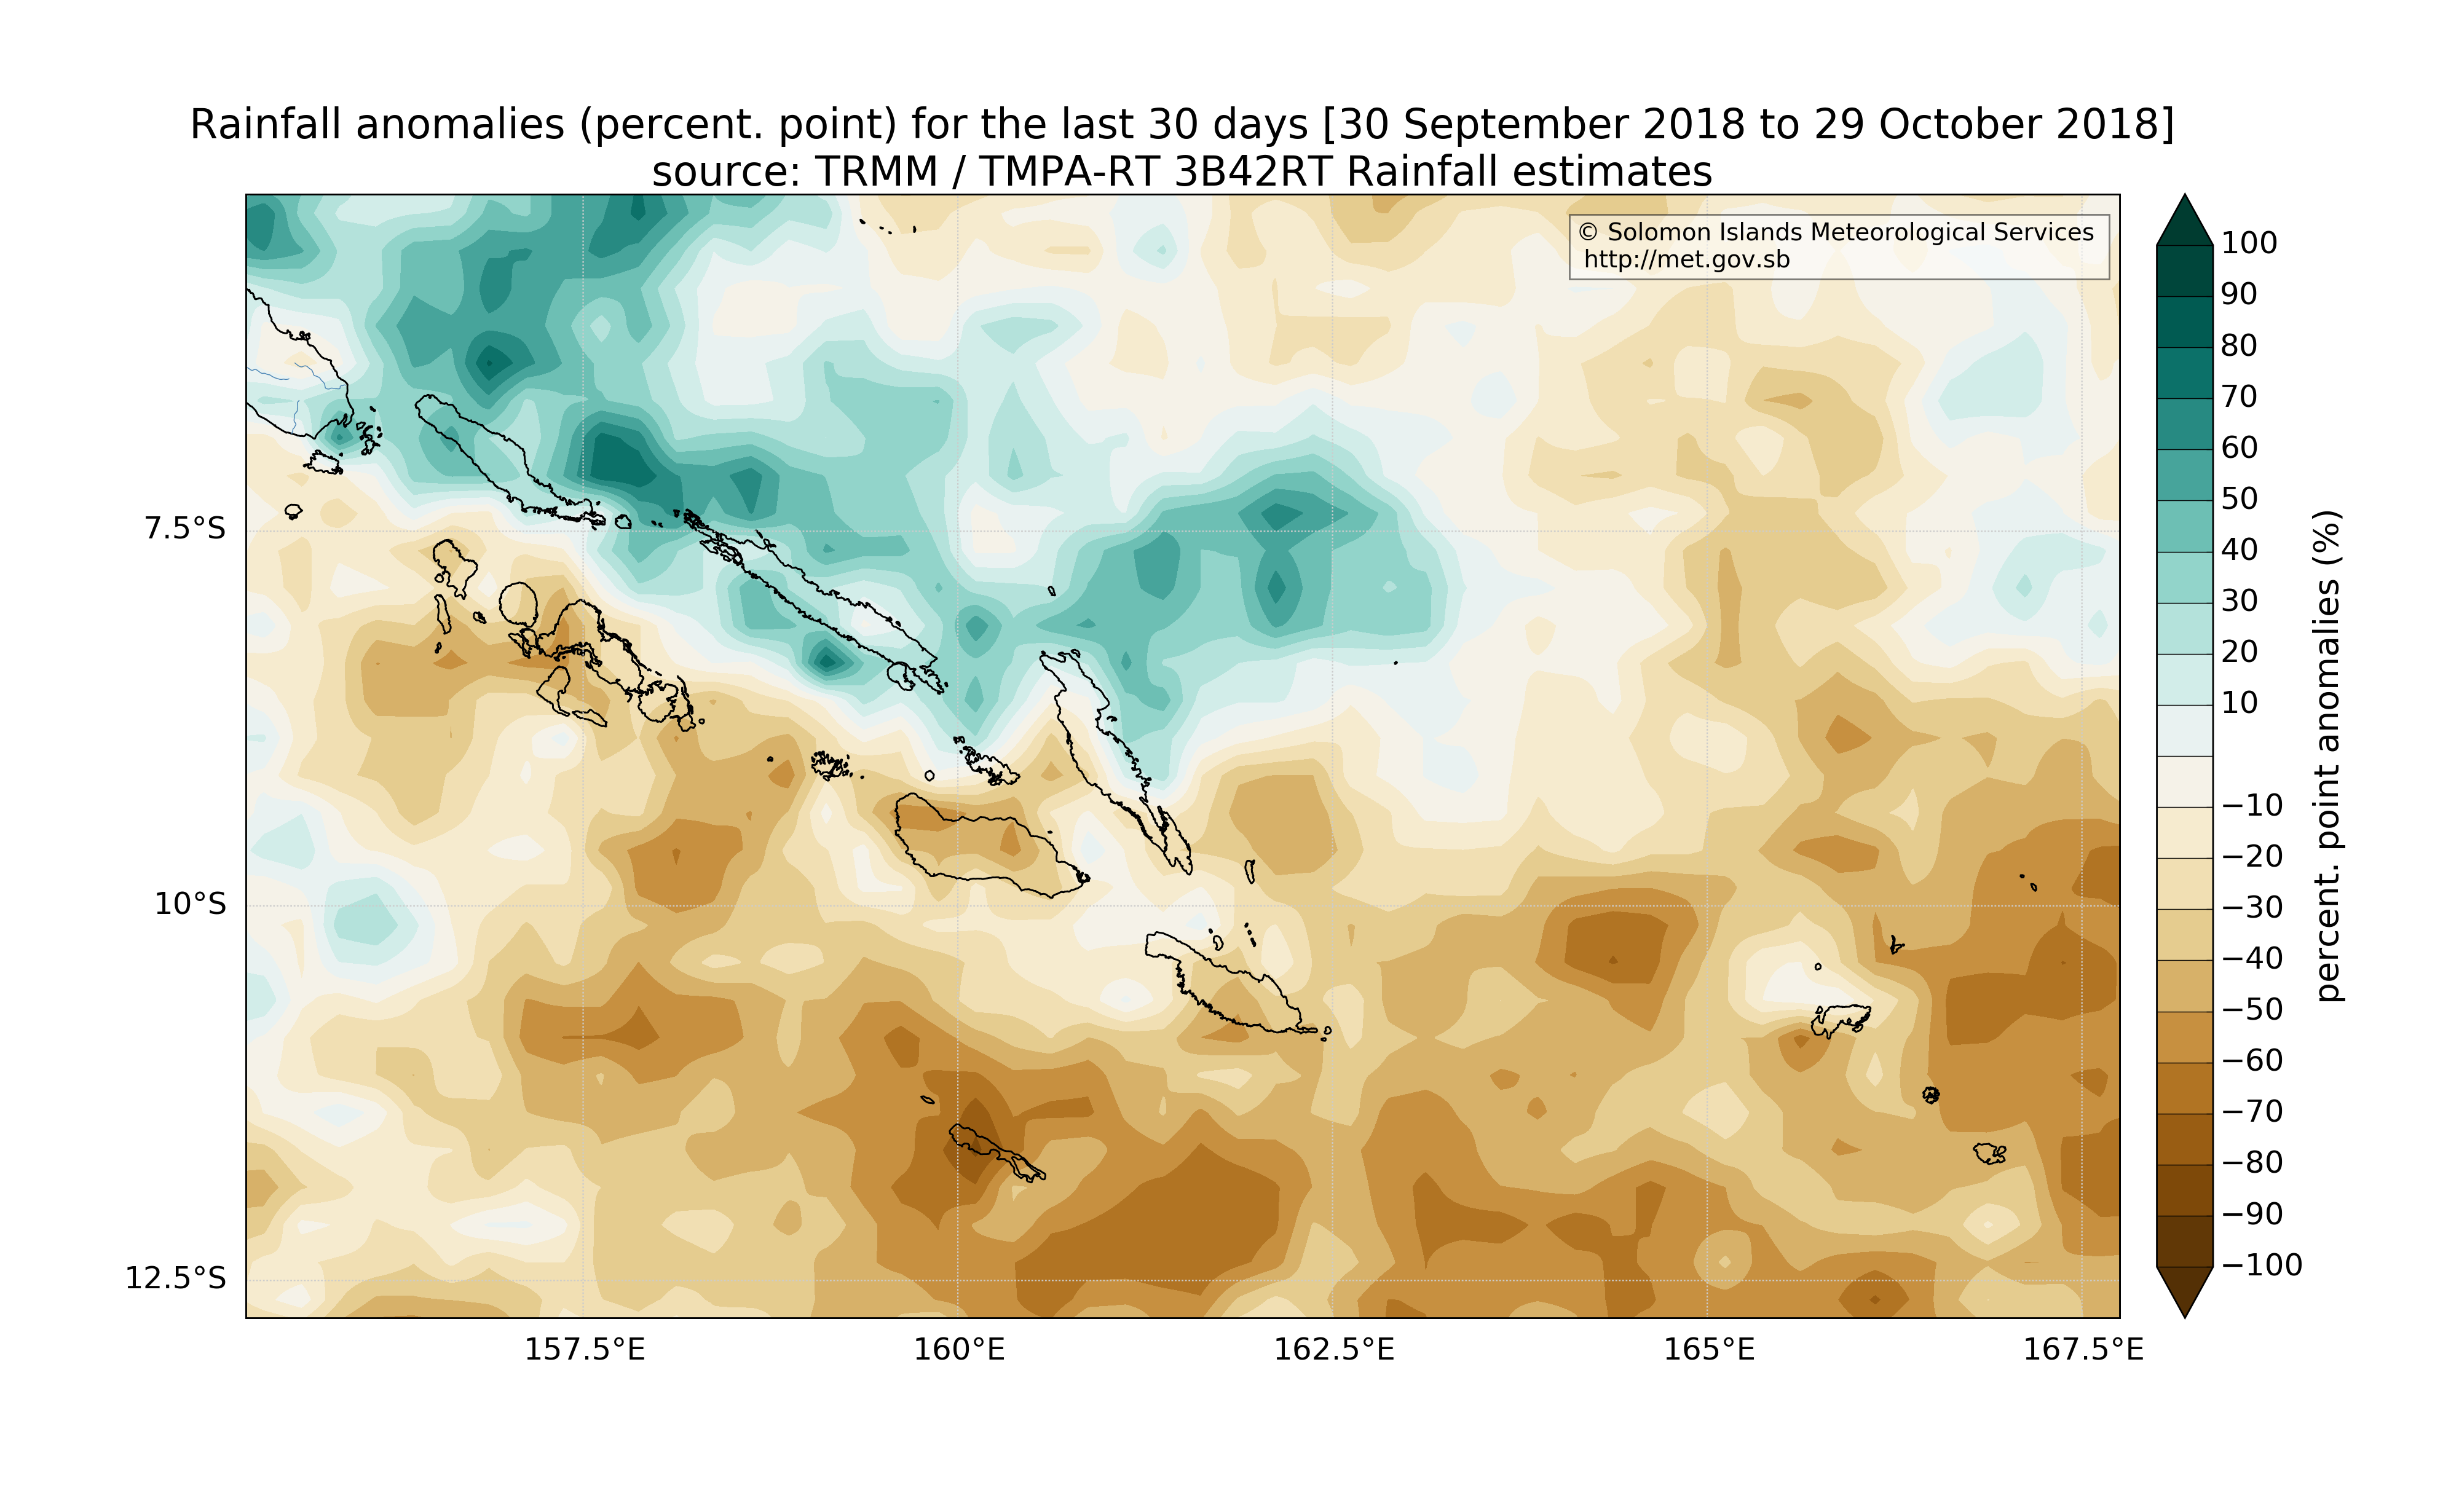 Rainfall anomalies (percent. point) for the last 30 days [30 September 2018 to 29 October 2018]
source: TRMM / TMPA-RT 3B42RT Rainfall estimates
© Solomon Islands Meteorological Services
http://met.gov.sb
7.5°S
10°S
12.5°S
157.5°E
160°E
162.5°E
165°E
167.5°E
100
90
80
70
60
50
40
30
20
10
−10
−20
−30
−40
−50
−60
−70
−80
−90
−100
percent. point anomalies (%)